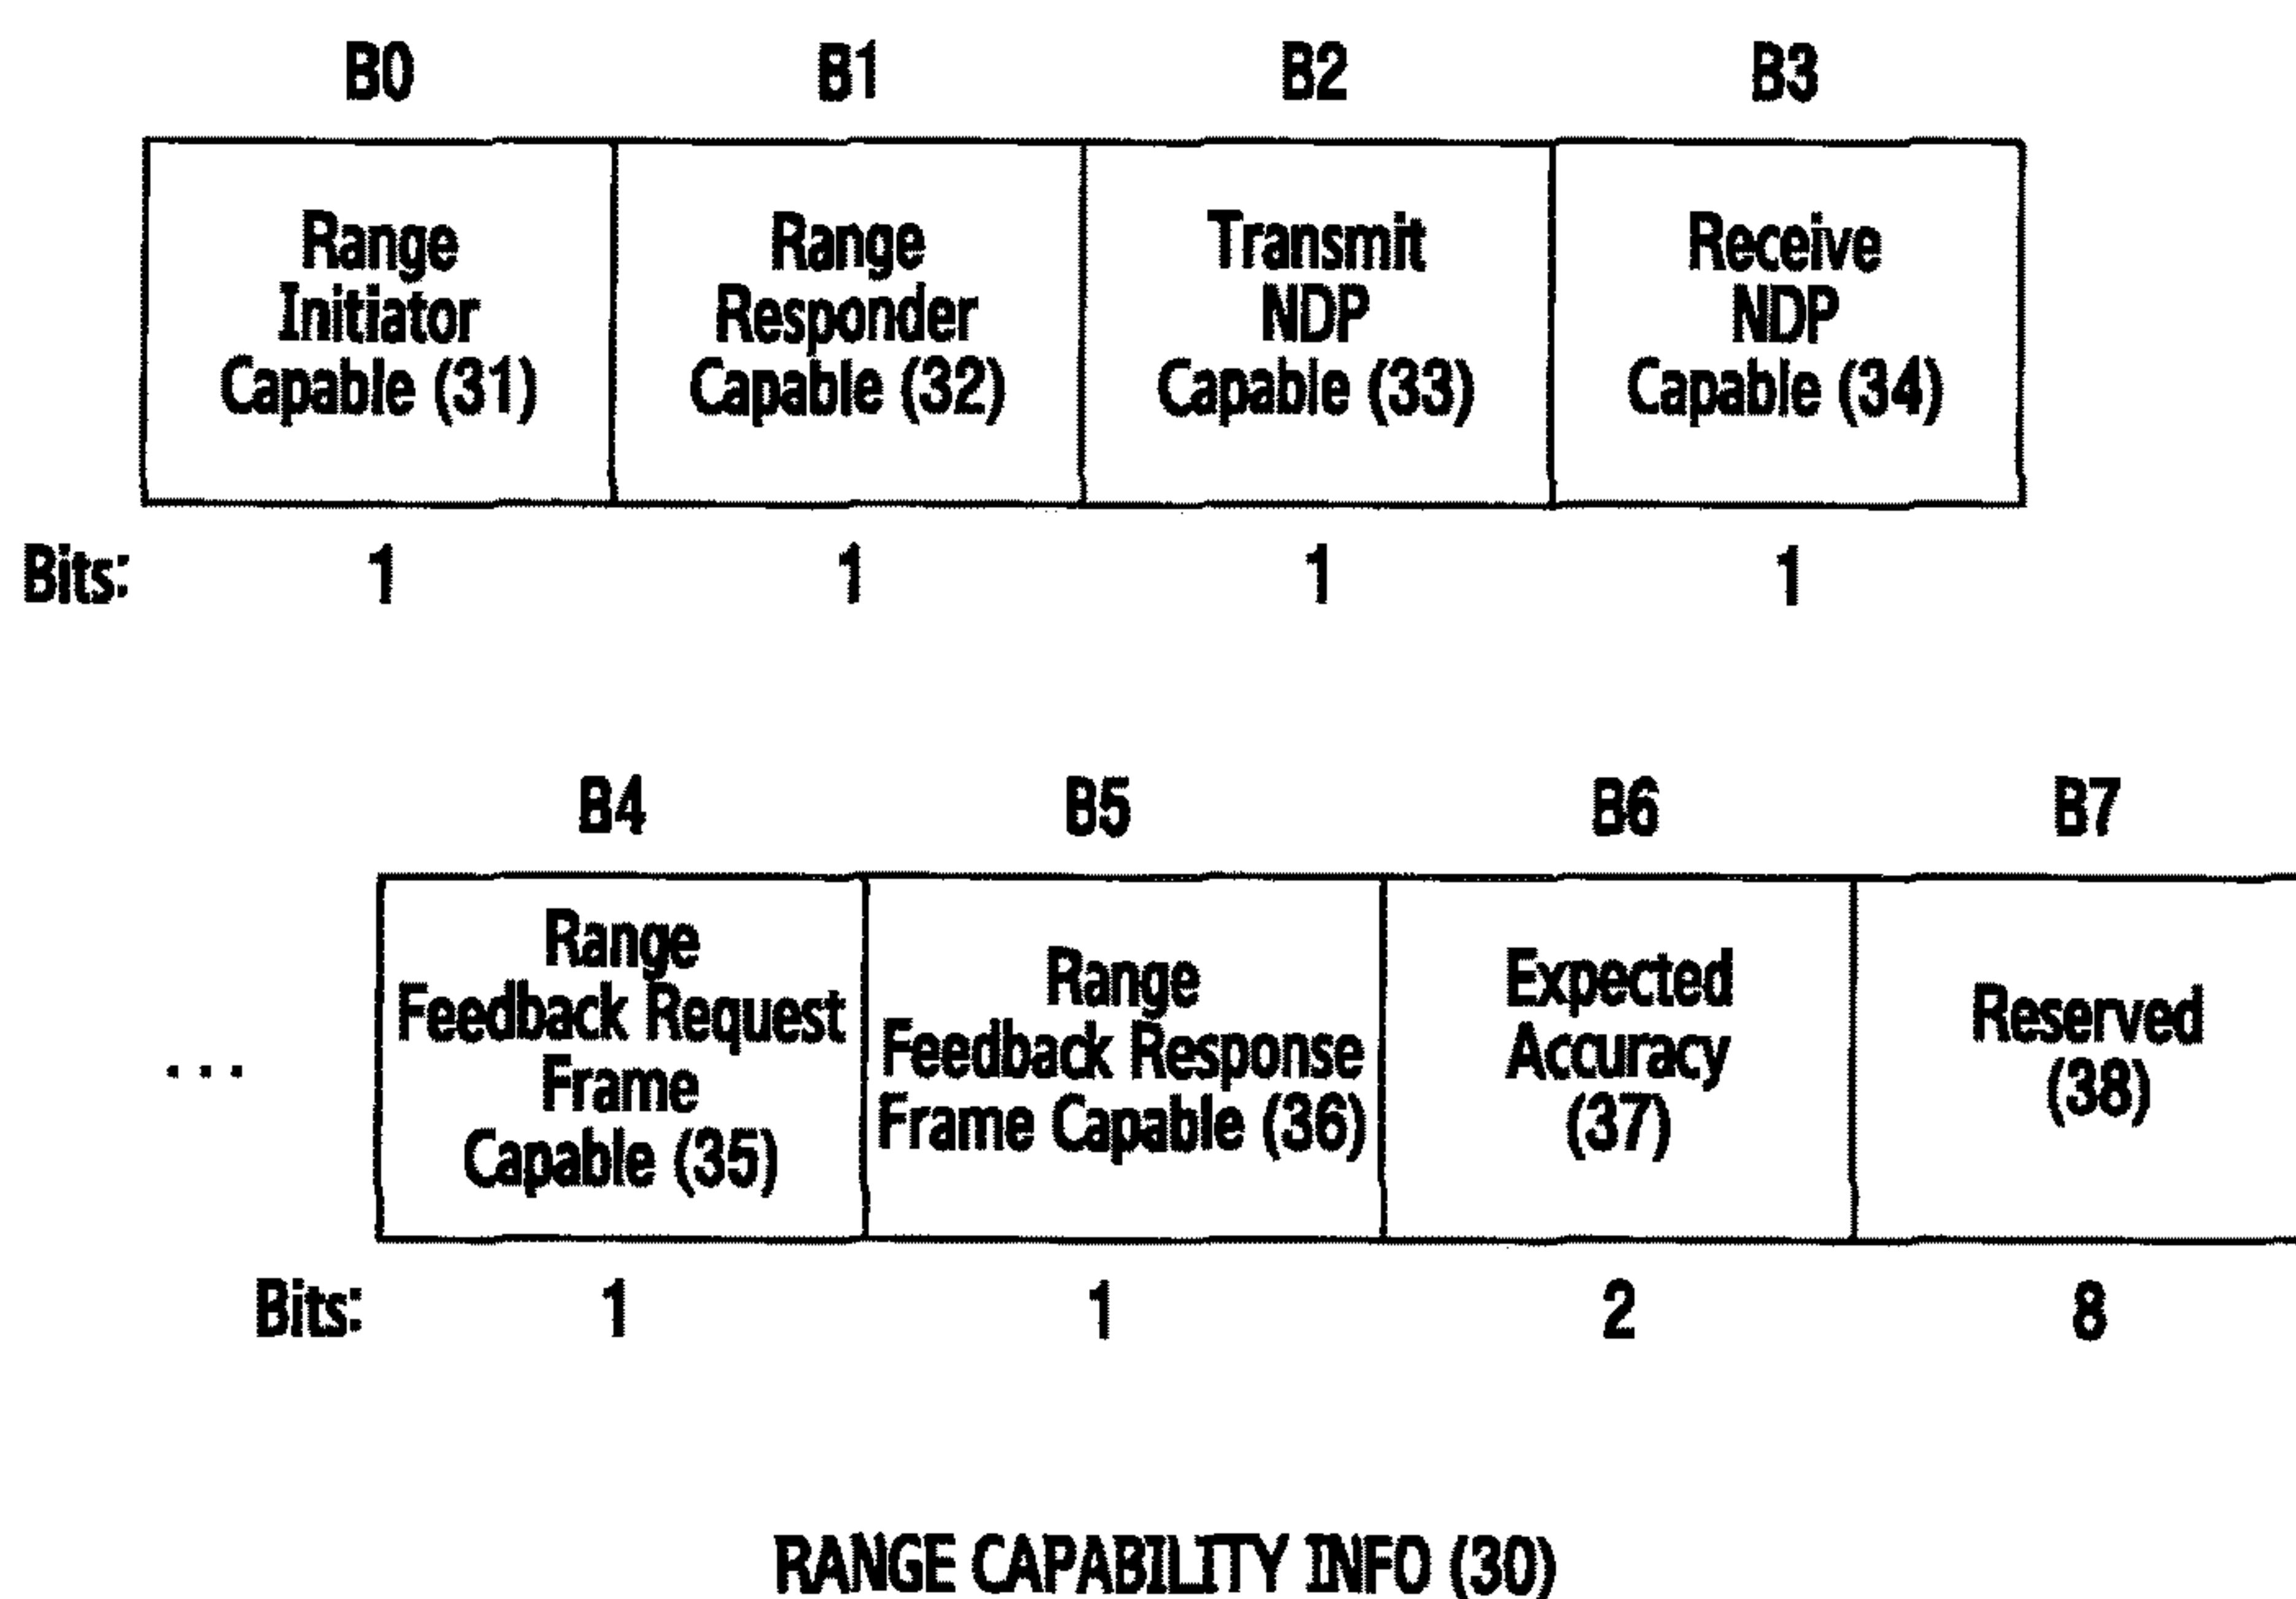 B0 B1 B2 B3
Range Initiator Capable (31)
Range Responder Capable (32)
Transmit NDP Capable (33)
Receive NDP Capable (34)
Bits: 1 1 1 1
B4 B5 B6 B7
...
Range Feedback Request Frame Capable (35)
Range Feedback Response Frame Capable (36)
Expected Accuracy (37)
Reserved (38)
Bits: 1 1 2 8
RANGE CAPABILITY INFO (30)